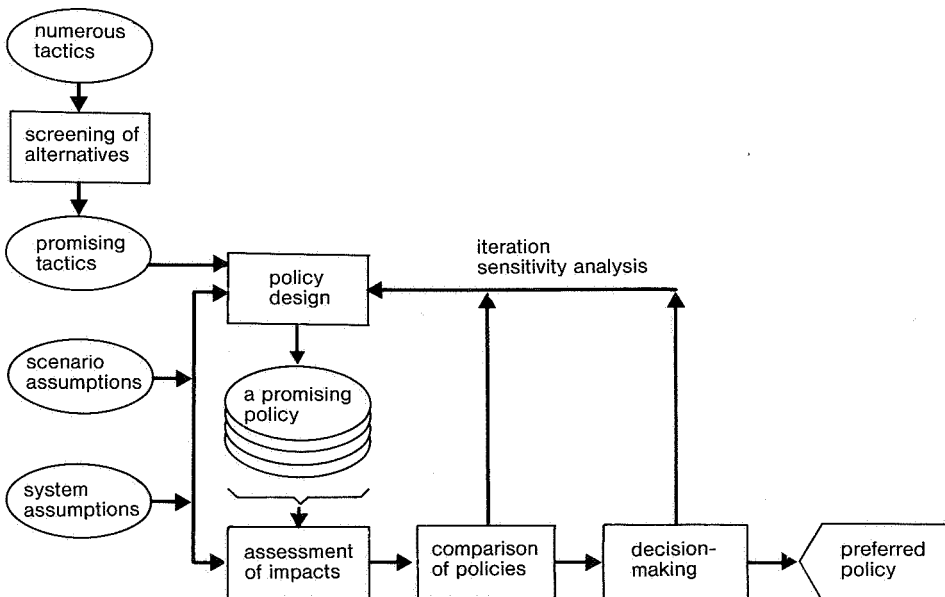 numerous
tactics
screening of
alternatives
promising
tactics
iteration
sensitivity analysis
policy
design
scenario
assumptions
a promising
policy
system
assumptions
assessment
of impacts
comparison
of policies
decision-
making
preferred
policy